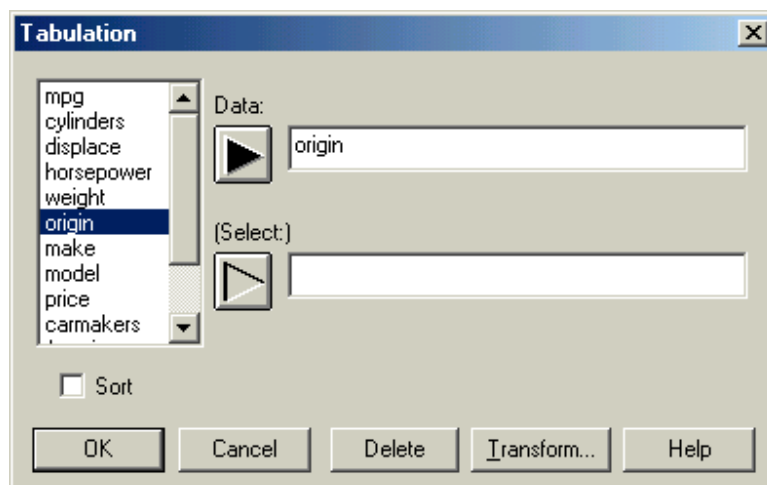 Tabulation
mpg
cylinders
displace
horsepower
weight
origin
make
model
price
carmakers
Data:
origin
(Select:)
Sort
OK
Cancel
Delete
Transform...
Help